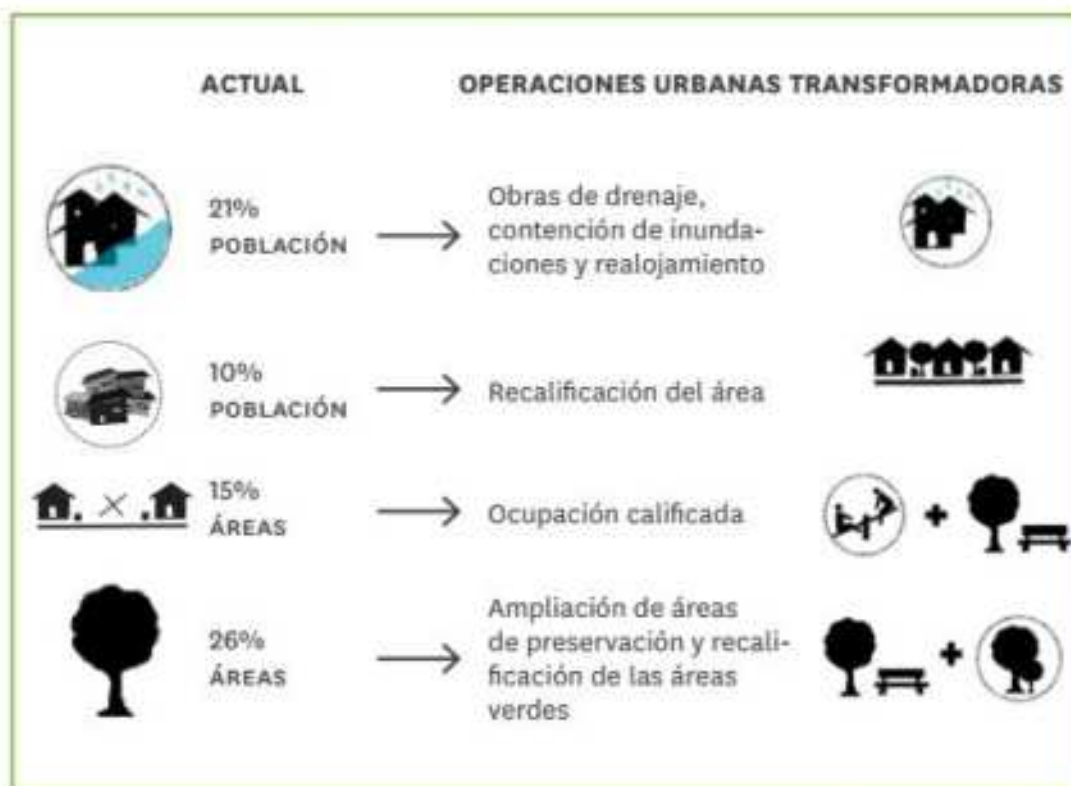 ACTUAL
OPERACIONES URBANAS TRANSFORMADORAS
21%
POBLACIÓN
Obras de drenaje,
contención de inunda-
ciones y realojamiento
10%
POBLACIÓN
Recalificación del área
15%
ÁREAS
Ocupación calificada
26%
ÁREAS
Ampliación de áreas
de preservación y recali-
ficación de las áreas
verdes